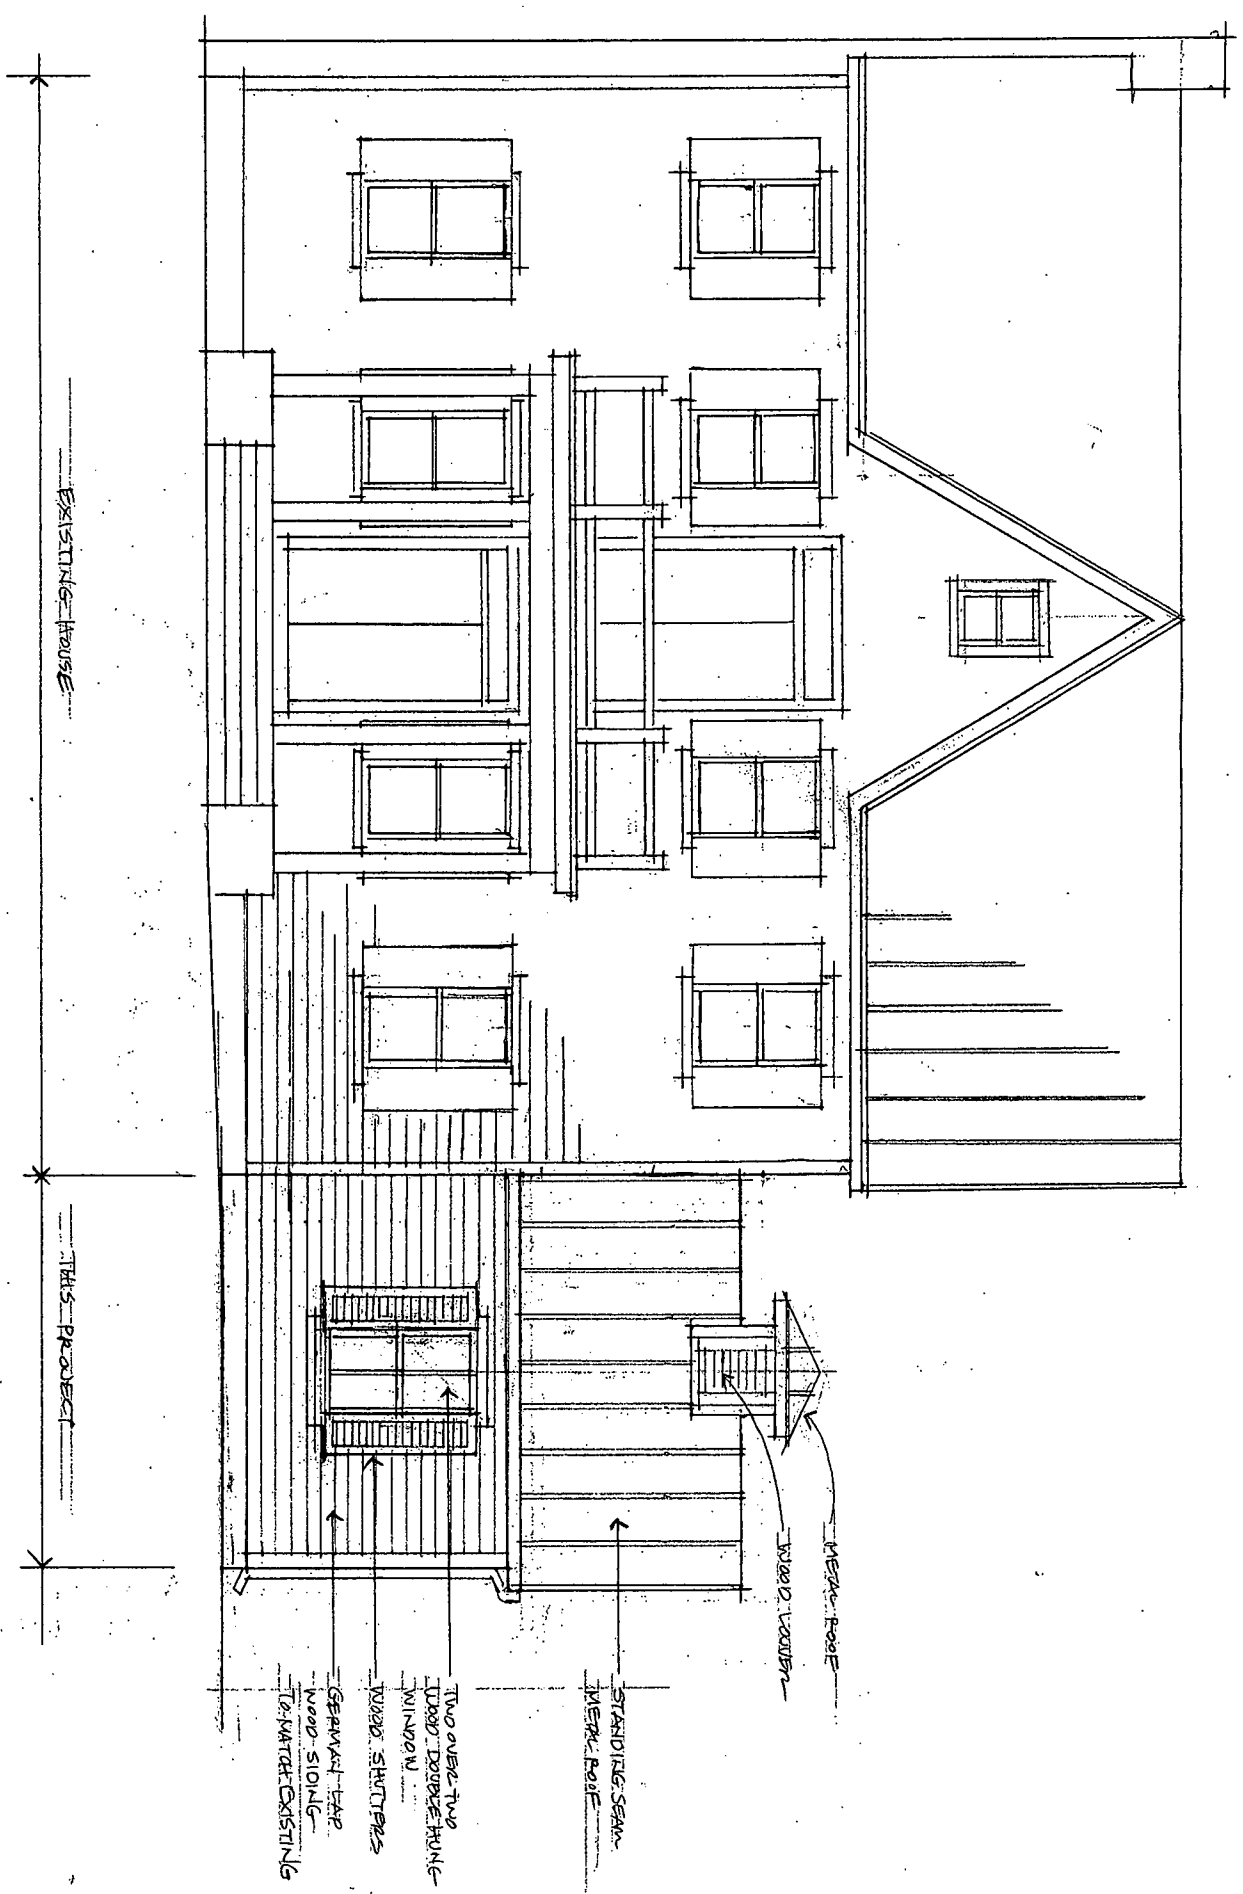 METAL ROOF
WOOD LOUVER
STANDING SEAM
METAL ROOF
TWO OVER TWO
WOOD DOUBLE HUNG
WINDOW
WOOD SHUTTERS
GERMAN LAP
WOOD SIDING
TO MATCH EXISTING
EXISTING HOUSE
THIS PROJECT